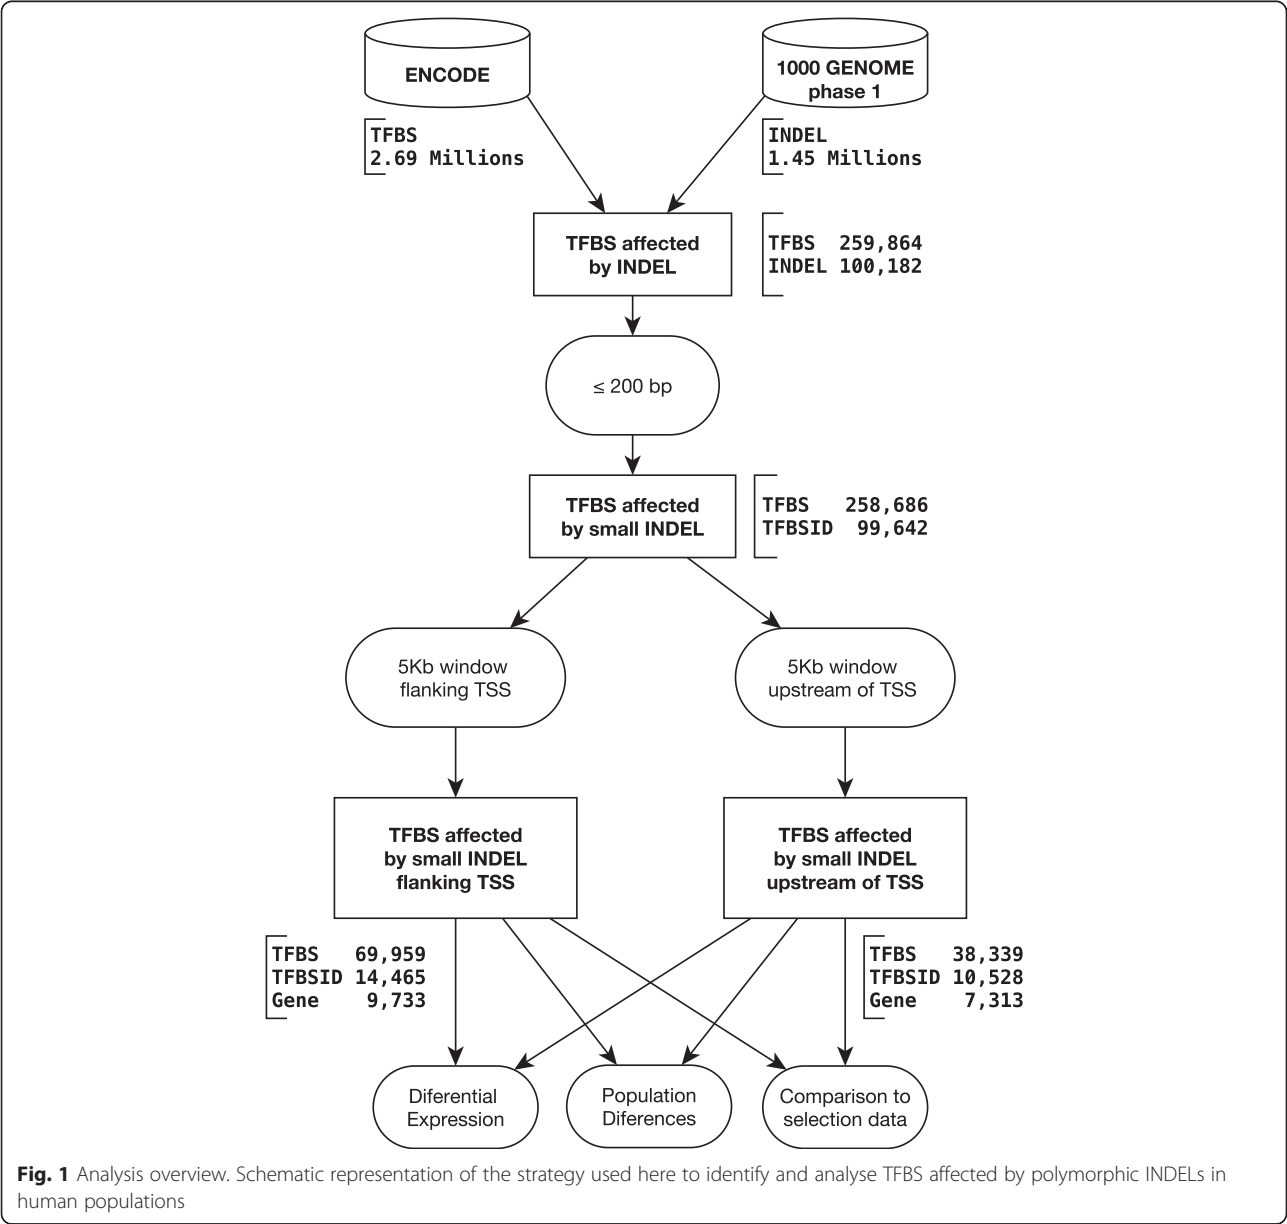 ENCODE
1000 GENOME
phase 1
TFBS
2.69 Millions
INDEL
1.45 Millions
TFBS affected
by INDEL
TFBS 259,864
INDEL 100,182
≤ 200 bp
TFBS affected
by small INDEL
TFBS 258,686
TFBSID 99,642
5Kb window
flanking TSS
5Kb window
upstream of TSS
TFBS affected
by small INDEL
flanking TSS
TFBS affected
by small INDEL
upstream of TSS
TFBS 69,959
TFBSID 14,465
Gene 9,733
TFBS 38,339
TFBSID 10,528
Gene 7,313
Diferential
Expression
Population
Diferences
Comparison to
selection data
Fig. 1 Analysis overview. Schematic representation of the strategy used here to identify and analyse TFBS affected by polymorphic INDELs in
human populations